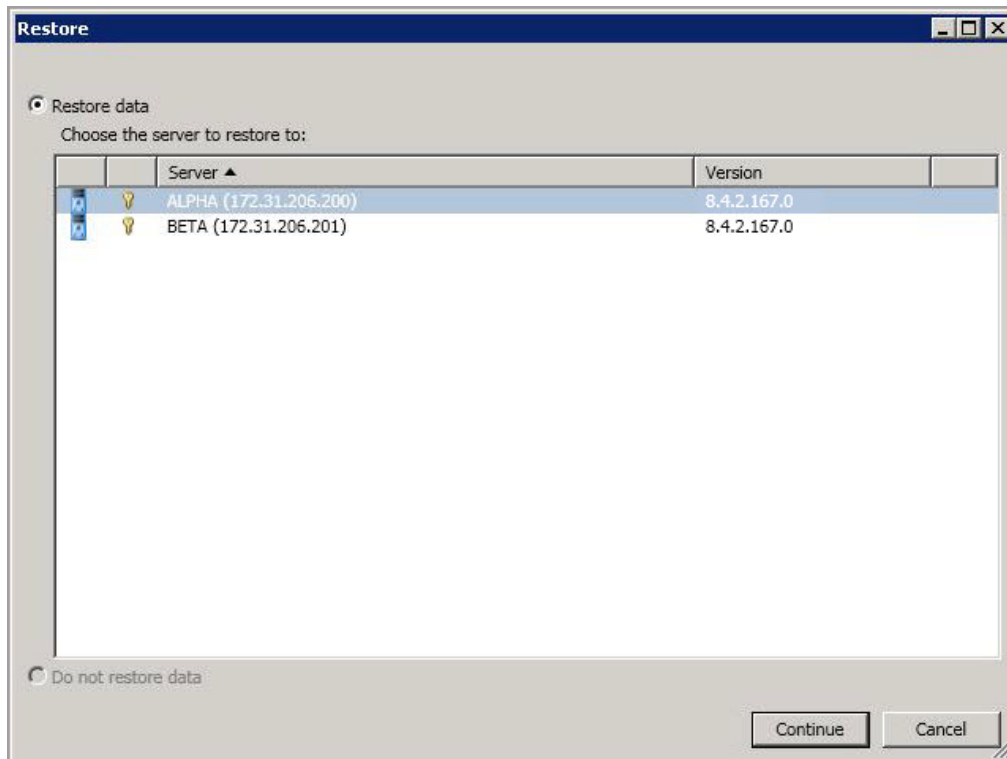 Restore
Restore data
Choose the server to restore to:
Server Version
ALPHA (172.31.206.200) 8.4.2.167.0
BETA (172.31.206.201) 8.4.2.167.0
Do not restore data
Continue Cancel